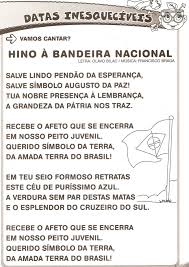 DATAS INESQUECÍVEIS
VAMOS CANTAR?
HINO À BANDEIRA NACIONAL
LETRA: OLAVO BILAC / MÚSICA: FRANCISCO BRAGA
SALVE LINDO PENDÃO DA ESPERANÇA,
SALVE SÍMBOLO AUGUSTO DA PAZ!
TUA NOBRE PRESENÇA À LEMBRANÇA,
A GRANDEZA DA PÁTRIA NOS TRAZ.
RECEBE O AFETO QUE SE ENCERRA
EM NOSSO PEITO JUVENIL.
QUERIDO SÍMBOLO DA TERRA,
DA AMADA TERRA DO BRASIL!
EM TEU SEIO FORMOSO RETRATAS
ESTE CÉU DE PURÍSSIMO AZUL.
A VERDURA SEM PAR DESTAS MATAS
E O ESPLENDOR DO CRUZEIRO DO SUL.
RECEBE O AFETO QUE SE ENCERRA
EM NOSSO PEITO JUVENIL.
QUERIDO SÍMBOLO DA TERRA,
DA AMADA TERRA DO BRASIL!